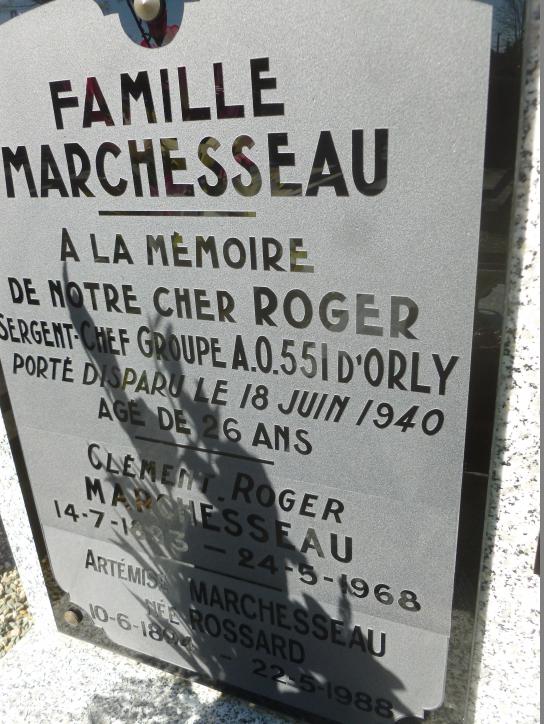 FAMILLE
MARCHESSEAU
A LA MÉMOIRE
DE NOTRE CHER ROGER
SERGENT-CHEF GROUPE A.O.551 D'ORLY
PORTÉ DISPARU LE 18 JUIN 1940
AGÉ DE 26 ANS
CLÉMENT-ROGER
MARCHESSEAU
24-5-1968
MARCHESSEAU
NÉE ROSSARD
22-5-1988